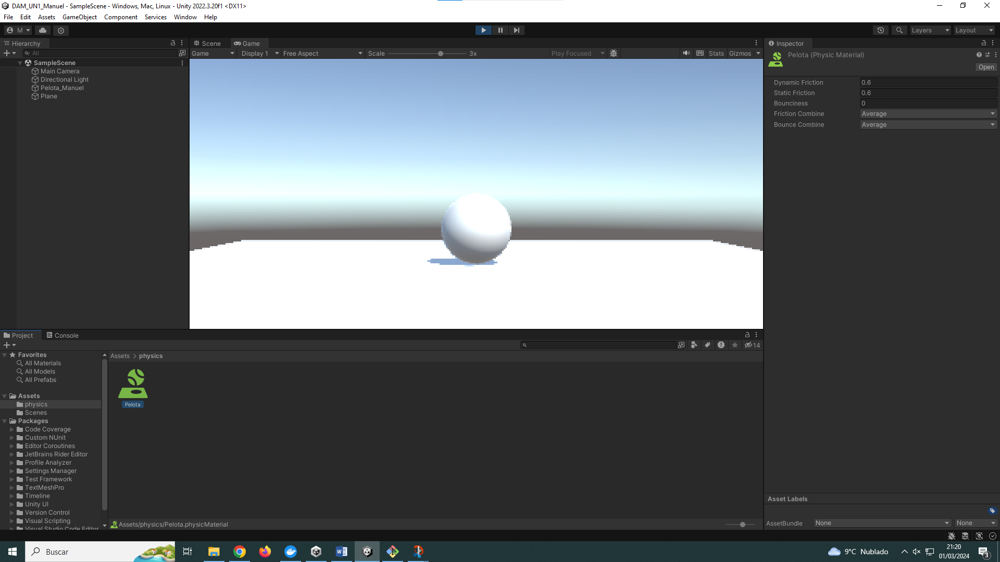 DAM_UN1_Manuel - SampleScene - Windows, Mac, Linux - Unity 2022.3.20f1 <DX11>
File Edit Assets GameObject Component Services Window Help
M Layers Layout
Hierarchy
All
SampleScene
Main Camera
Directional Light
Pelota_Manuel
Plane
Scene Game
Game Display 1 Free Aspect Scale 3x Play Focused Stats Gizmos
Inspector
Pelota (Physic Material)
Open
Dynamic Friction 0.6
Static Friction 0.6
Bounciness 0
Friction Combine Average
Bounce Combine Average
Project Console
14
Favorites
All Materials
All Models
All Prefabs
Assets
physics
Scenes
Packages
Code Coverage
Custom NUnit
Editor Coroutines
JetBrains Rider Editor
Profile Analyzer
Settings Manager
Test Framework
TextMeshPro
Timeline
Unity UI
Version Control
Visual Scripting
Visual Studio Code Editor
Assets > physics
Pelota
Assets/physics/Pelota.physicMaterial
Asset Labels
AssetBundle None None
Buscar
9°C Nublado
21:20
01/03/2024
3